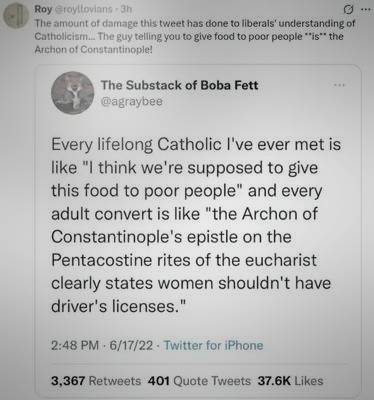 Roy @royllovians · 3h
The amount of damage this tweet has done to liberals' understanding of
Catholicism... The guy telling you to give food to poor people **is** the
Archon of Constantinople!
The Substack of Boba Fett
@agraybee
Every lifelong Catholic I've ever met is
like "I think we're supposed to give
this food to poor people" and every
adult convert is like "the Archon of
Constantinople's epistle on the
Pentacostine rites of the eucharist
clearly states women shouldn't have
driver's licenses."
2:48 PM · 6/17/22 · Twitter for iPhone
3,367 Retweets 401 Quote Tweets 37.6K Likes